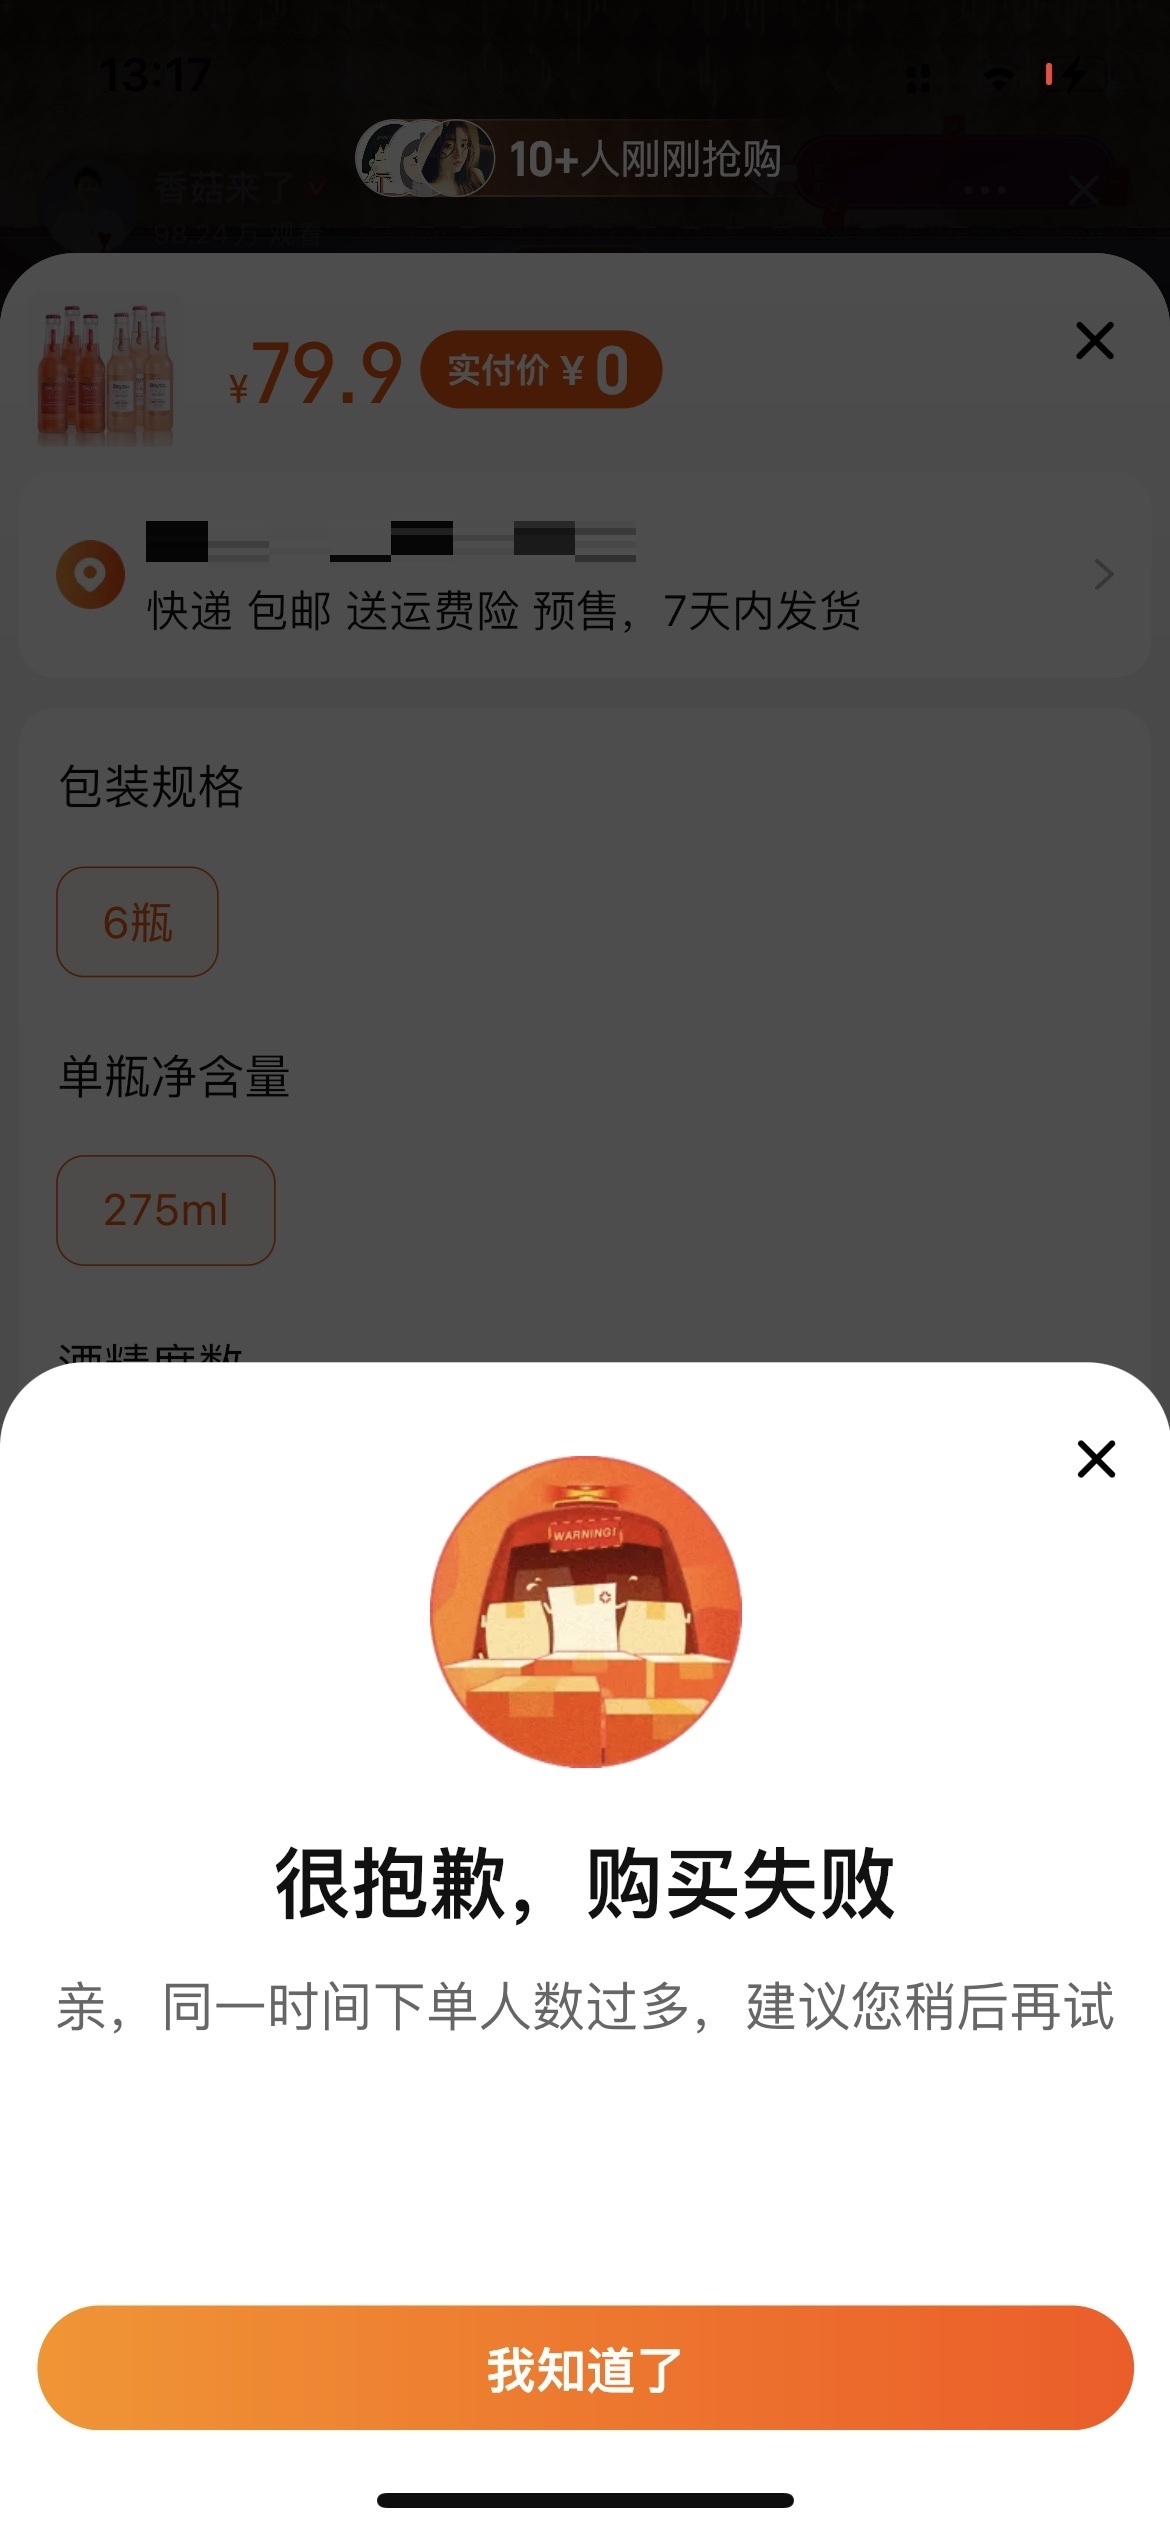 13:17
10+人刚刚抢购
香菇来了
98.24万 观看
¥79.9 实付价 ¥0
快递 包邮 送运费险 预售，7天内发货
包装规格
6瓶
单瓶净含量
275ml
酒精度数
WARNING!
很抱歉，购买失败
亲，同一时间下单人数过多，建议您稍后再试
我知道了